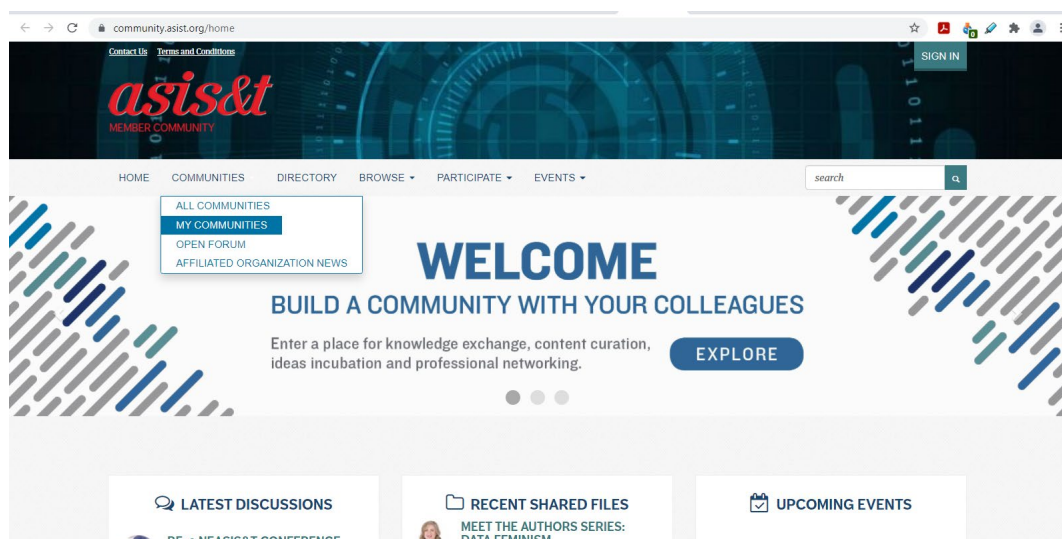 community.asist.org/home
0
Contact Us Terms and Conditions
SIGN IN
asis&t
MEMBER COMMUNITY
HOME COMMUNITIES DIRECTORY BROWSE PARTICIPATE EVENTS
search
ALL COMMUNITIES
MY COMMUNITIES
OPEN FORUM
AFFILIATED ORGANIZATION NEWS
WELCOME
BUILD A COMMUNITY WITH YOUR COLLEAGUES
Enter a place for knowledge exchange, content curation,
ideas incubation and professional networking.
EXPLORE
LATEST DISCUSSIONS
RECENT SHARED FILES
MEET THE AUTHORS SERIES:
DATA FEMINISM
UPCOMING EVENTS